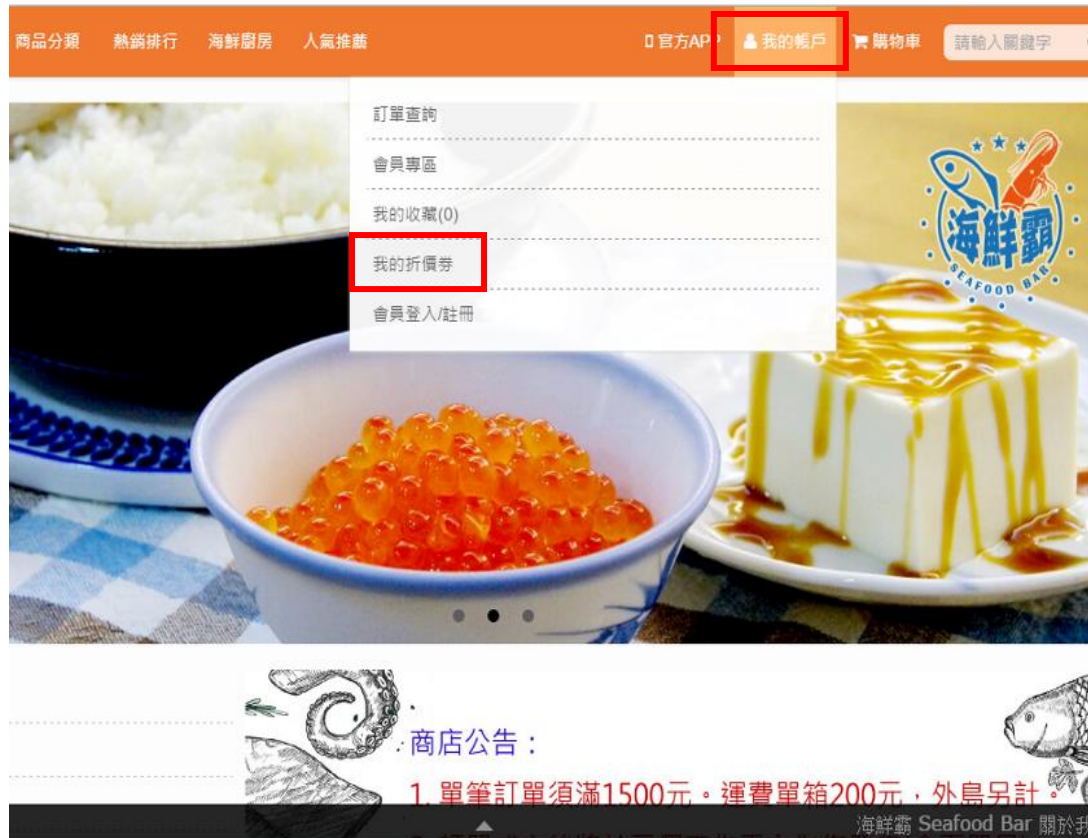 商品分類 熱銷排行 海鮮廚房 人氣推薦 官方APP 我的帳戶 購物車 請輸入關鍵字
訂單查詢
會員專區
我的收藏(0)
我的折價券
會員登入/註冊
海鮮霸
SEAFOOD BAR
商店公告：
1. 單筆訂單須滿1500元。運費單箱200元，外島另計。
海鮮霸 Seafood Bar 關於我